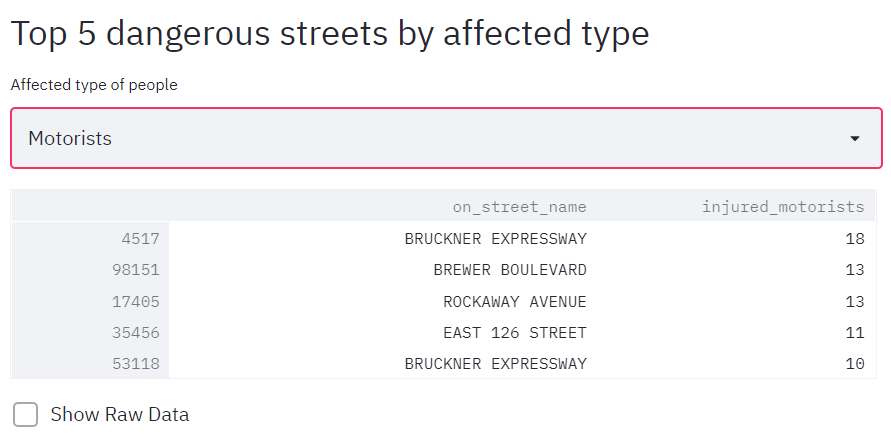 Top 5 dangerous streets by affected type
Affected type of people
Motorists
on_street_name injured_motorists
4517 BRUCKNER EXPRESSWAY 18
98151 BREWER BOULEVARD 13
17405 ROCKAWAY AVENUE 13
35456 EAST 126 STREET 11
53118 BRUCKNER EXPRESSWAY 10
Show Raw Data